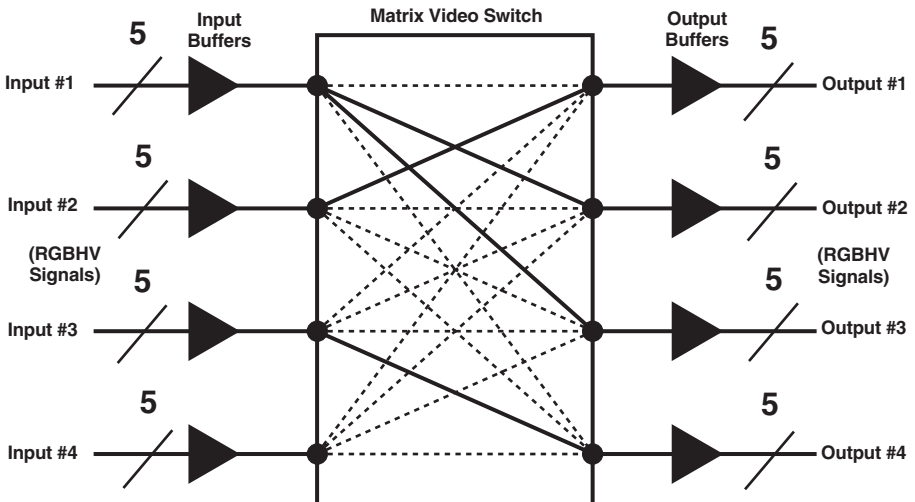 Matrix Video Switch
Input
Buffers
Output
Buffers
5
5
Input #1
Output #1
5
5
Input #2
Output #2
(RGBHV
Signals)
(RGBHV
Signals)
5
5
Input #3
Output #3
5
5
Input #4
Output #4